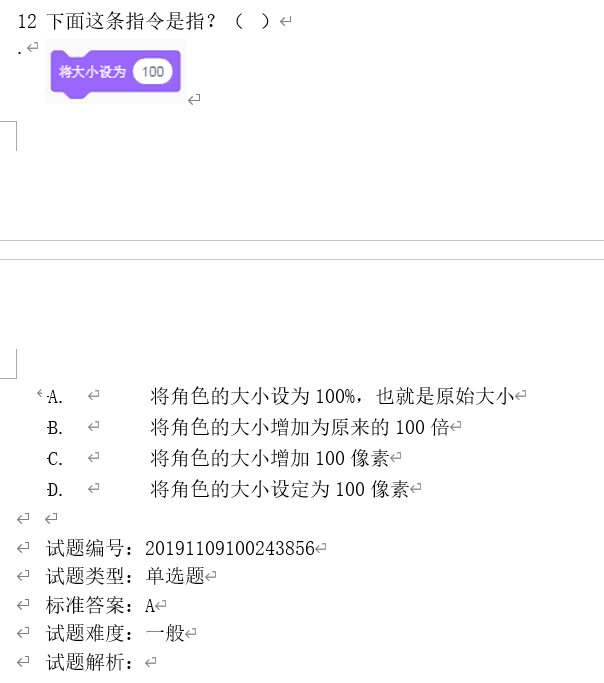 12 下面这条指令是指？（ ）
.
将大小设为 100
A. 将角色的大小设为 100%，也就是原始大小
B. 将角色的大小增加为原来的 100 倍
C. 将角色的大小增加 100 像素
D. 将角色的大小设定为 100 像素
试题编号：20191109100243856
试题类型：单选题
标准答案：A
试题难度：一般
试题解析：